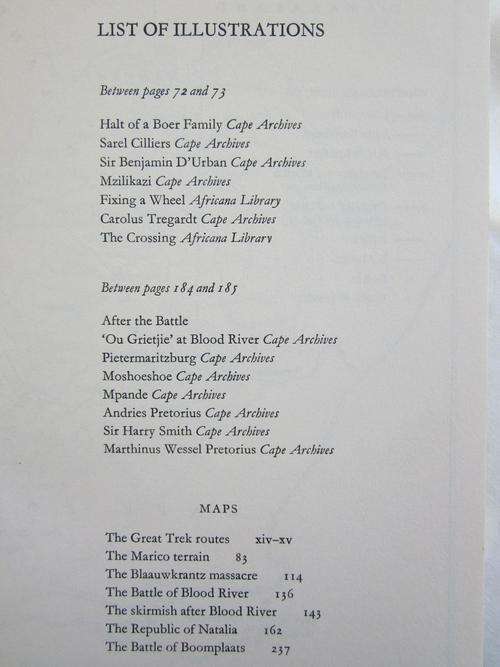 LIST OF ILLUSTRATIONS
Between pages 72 and 73
Halt of a Boer Family Cape Archives
Sarel Cilliers Cape Archives
Sir Benjamin D'Urban Cape Archives
Mzilikazi Cape Archives
Fixing a Wheel Africana Library
Carolus Tregardt Cape Archives
The Crossing Africana Library
Between pages 184 and 185
After the Battle
‘Ou Grietjie’ at Blood River Cape Archives
Pietermaritzburg Cape Archives
Moshoeshoe Cape Archives
Mpande Cape Archives
Andries Pretorius Cape Archives
Sir Harry Smith Cape Archives
Marthinus Wessel Pretorius Cape Archives
MAPS
The Great Trek routes xiv–xv
The Marico terrain 83
The Blaauwkrantz massacre 114
The Battle of Blood River 136
The skirmish after Blood River 143
The Republic of Natalia 162
The Battle of Boomplaats 237